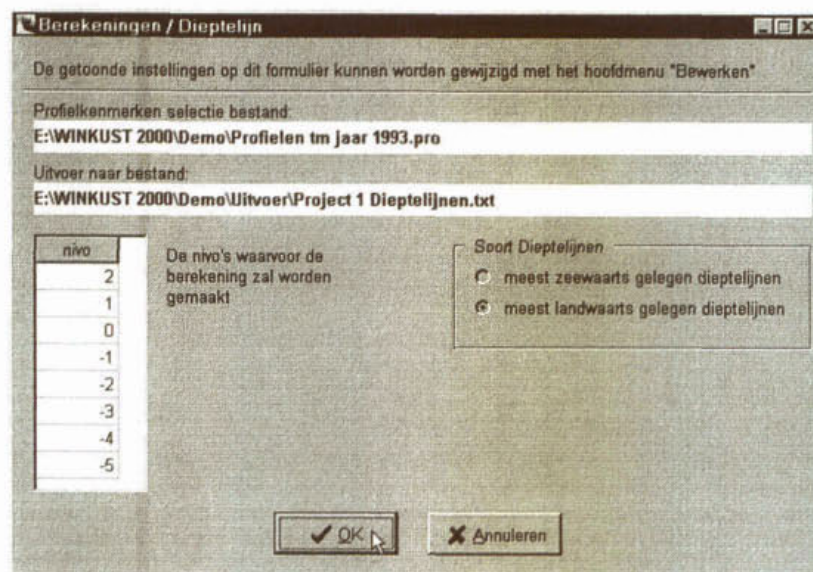 Berekeningen / Dieptelijn
De getoonde instellingen op dit formulier kunnen worden gewijzigd met het hoofdmenu "Bewerken"
Profielkenmerken selectie bestand:
E:\WINKUST 2000\Demo\Profielen tm jaar 1993.pro
Uitvoer naar bestand:
E:\WINKUST 2000\Demo\Uitvoer\Project 1 Dieptelijnen.txt
nivo
2
1
0
-1
-2
-3
-4
-5
De nivo's waarvoor de
berekening zal worden
gemaakt
Soort Dieptelijnen
meest zeewaarts gelegen dieptelijnen
meest landwaarts gelegen dieptelijnen
OK
Annuleren